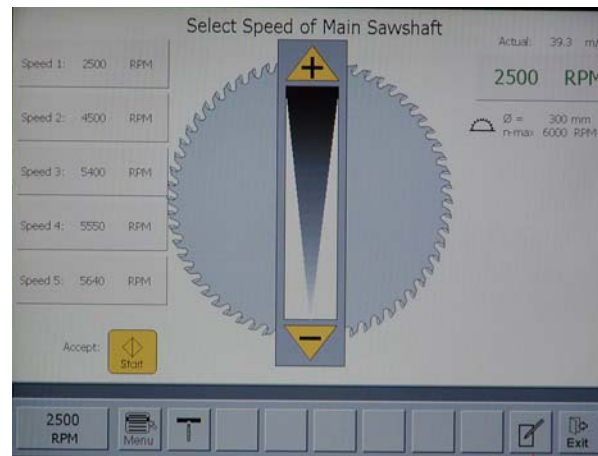 Select Speed of Main Sawshaft
Actual: 39.3 m/
2500 RPM
Ø = 300 mm
n-max 6000 RPM
Speed 1: 2500 RPM
Speed 2: 4500 RPM
Speed 3: 5400 RPM
Speed 4: 5550 RPM
Speed 5: 5640 RPM
+
−
Accept:
Start
2500
RPM
Menu
Exit